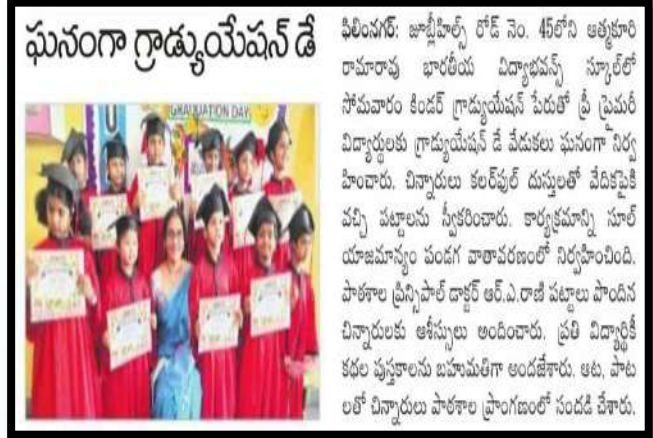 ఘనంగా గ్రాడ్యుయేషన్ డే
GRADUATION DAY
ఫిలింనగర్: జూబ్లీహిల్స్ రోడ్ నెం. 45లోని ఆత్మకూరి
రామారావు భారతీయ విద్యాభవన్స్ స్కూల్‌లో
సోమవారం కిండర్ గ్రాడ్యుయేషన్ పేరుతో ప్రీ ప్రైమరీ
విద్యార్థులకు గ్రాడ్యుయేషన్ డే వేడుకలు ఘనంగా నిర్వ
హించారు. చిన్నారులు కలర్‌ఫుల్ దుస్తులతో వేదికపైకి
వచ్చి పట్టాలను స్వీకరించారు. కార్యక్రమాన్ని సూల్
యాజమాన్యం పండగ వాతావరణంలో నిర్వహించింది.
పాఠశాల ప్రిన్సిపాల్ డాక్టర్ ఆర్.ఎ.రాణి పట్టాలు పొందిన
చిన్నారులకు ఆశీస్సులు అందించారు. ప్రతి విద్యార్థికీ
కథల పుస్తకాలను బహుమతిగా అందజేశారు. ఆట, పాట
లతో చిన్నారులు పాఠశాల ప్రాంగణంలో సందడి చేశారు.